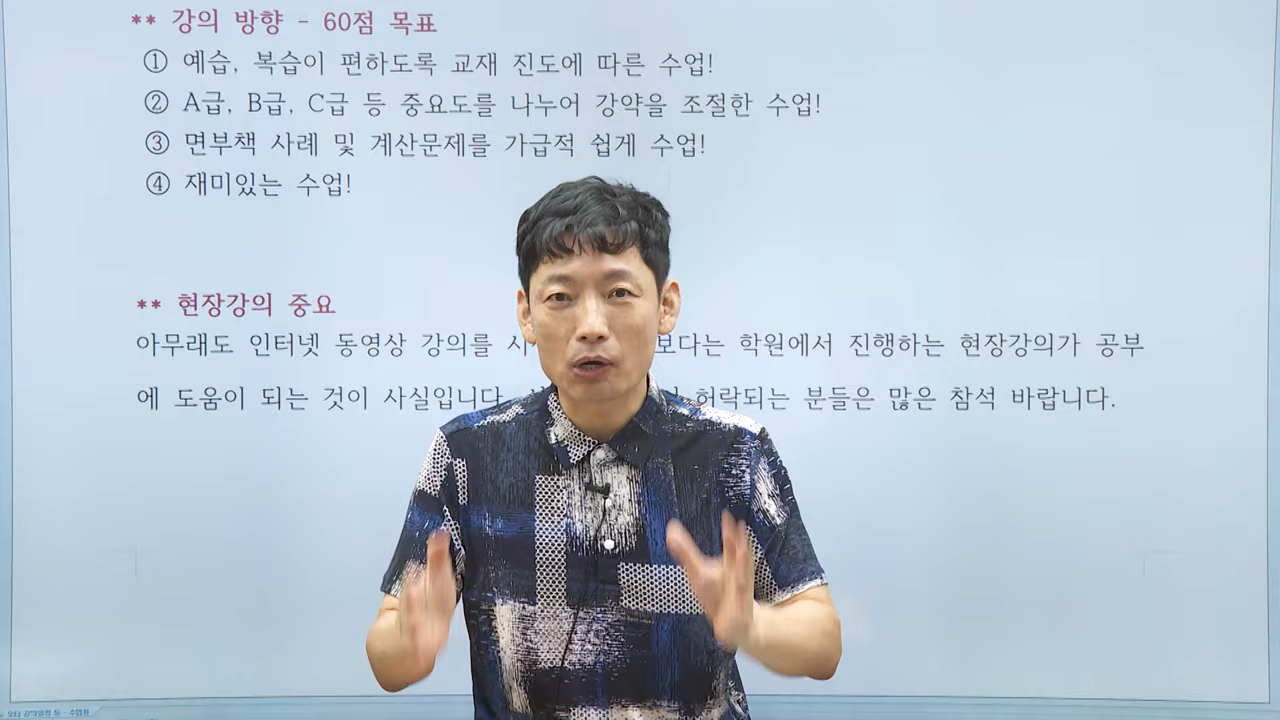 ** 강의 방향 - 60점 목표
① 예습, 복습이 편하도록 교재 진도에 따른 수업!
② A급, B급, C급 등 중요도를 나누어 강약을 조절한 수업!
③ 면부책 사례 및 계산문제를 가급적 쉽게 수업!
④ 재미있는 수업!
** 현장강의 중요
아무래도 인터넷 동영상 강의를 보다는 학원에서 진행하는 현장강의가 공부
에 도움이 되는 것이 사실입니다 허락되는 분들은 많은 참석 바랍니다.